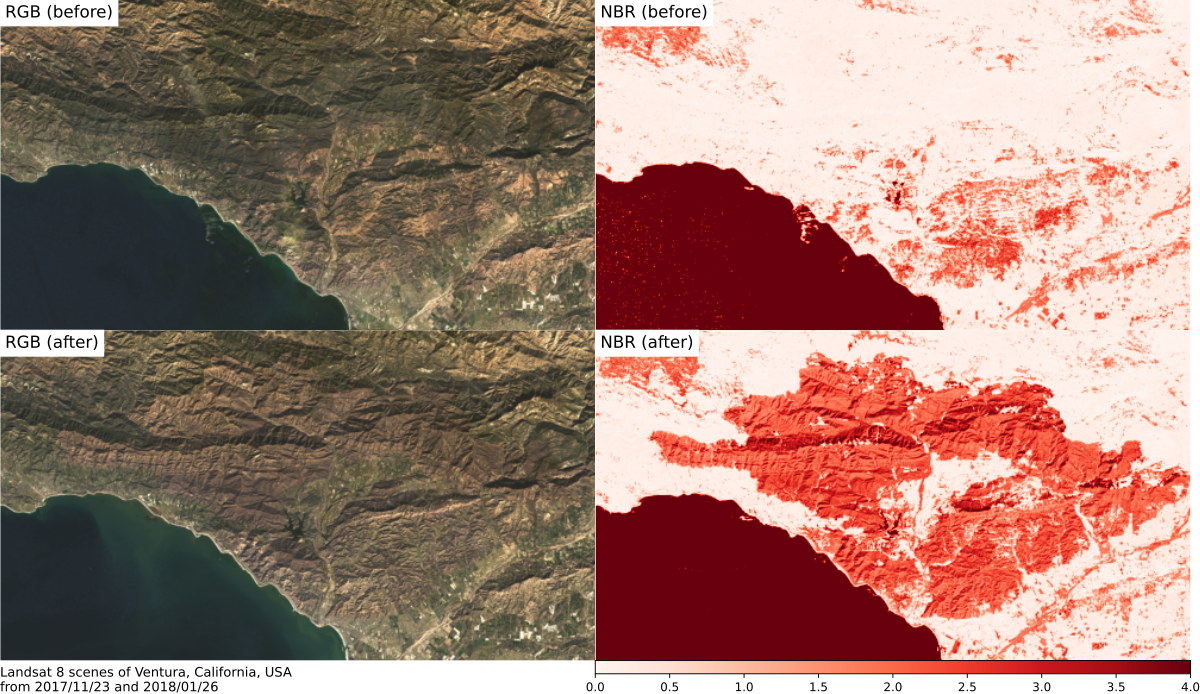 RGB (before)
NBR (before)
RGB (after)
NBR (after)
Landsat 8 scenes of Ventura, California, USA
from 2017/11/23 and 2018/01/26
0.0 0.5 1.0 1.5 2.0 2.5 3.0 3.5 4.0